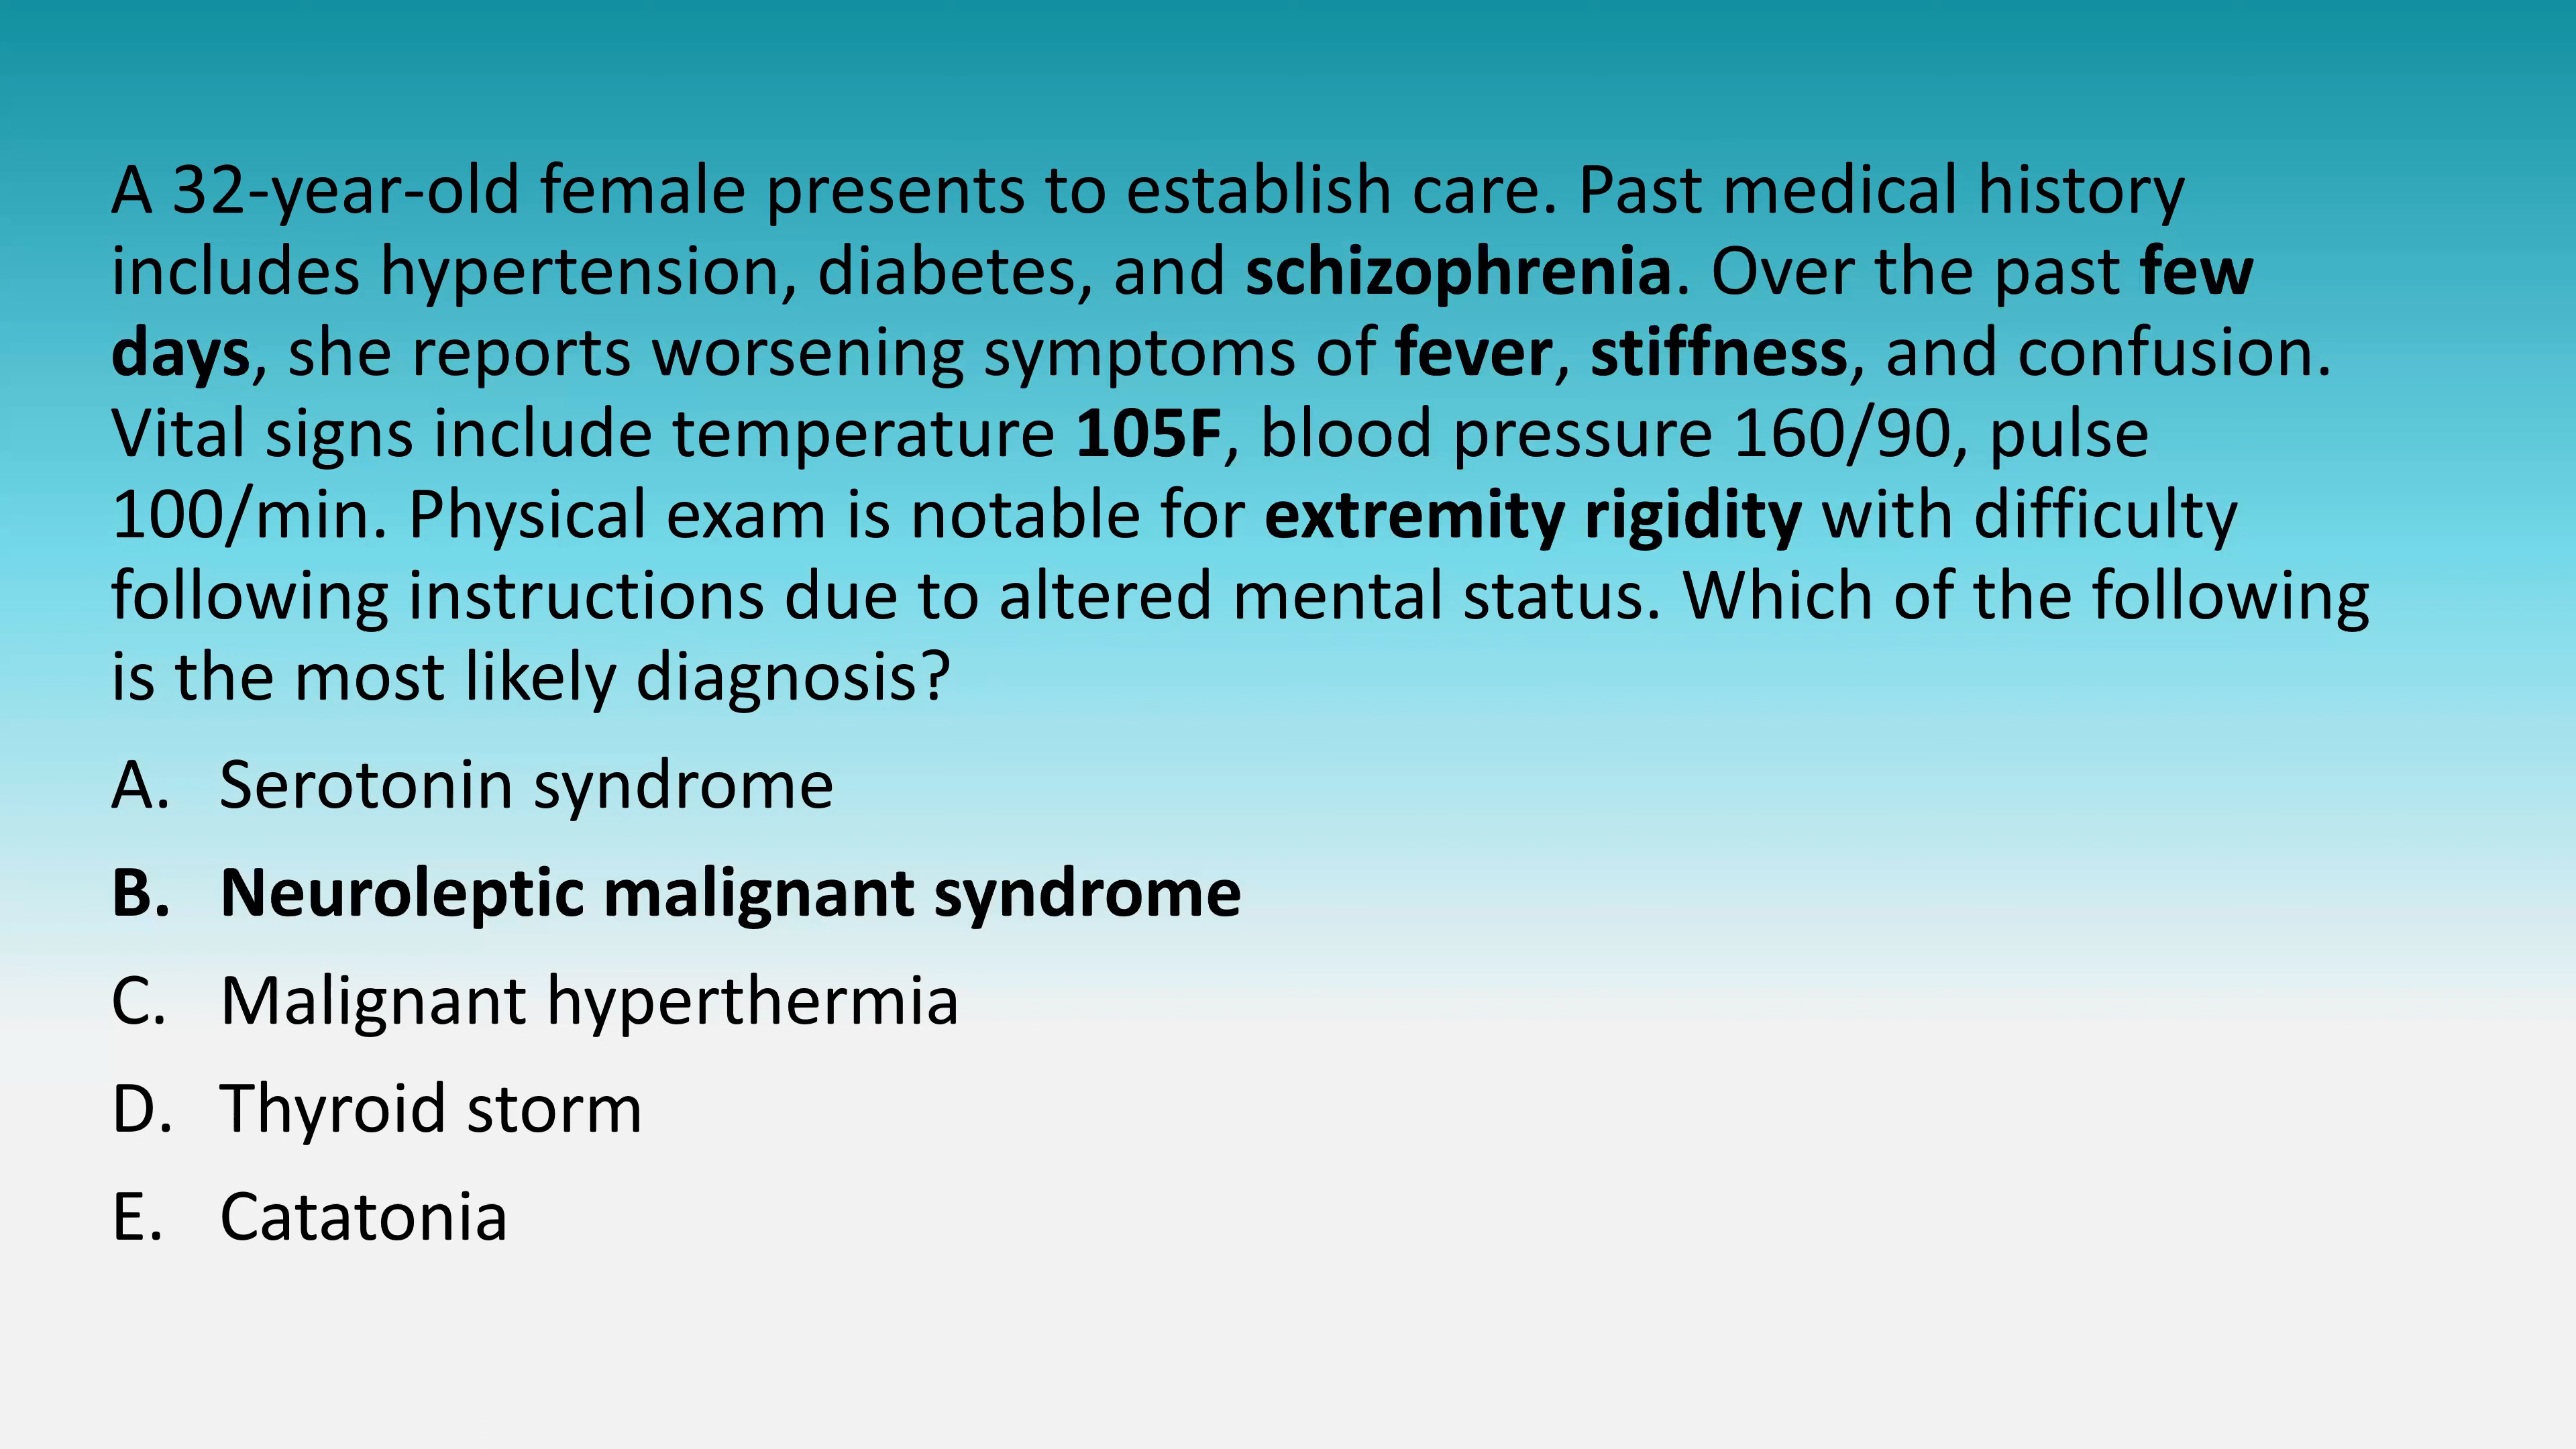 A 32-year-old female presents to establish care. Past medical history
includes hypertension, diabetes, and schizophrenia. Over the past few
days, she reports worsening symptoms of fever, stiffness, and confusion.
Vital signs include temperature 105F, blood pressure 160/90, pulse
100/min. Physical exam is notable for extremity rigidity with difficulty
following instructions due to altered mental status. Which of the following
is the most likely diagnosis?
A. Serotonin syndrome
B. Neuroleptic malignant syndrome
C. Malignant hyperthermia
D. Thyroid storm
E. Catatonia